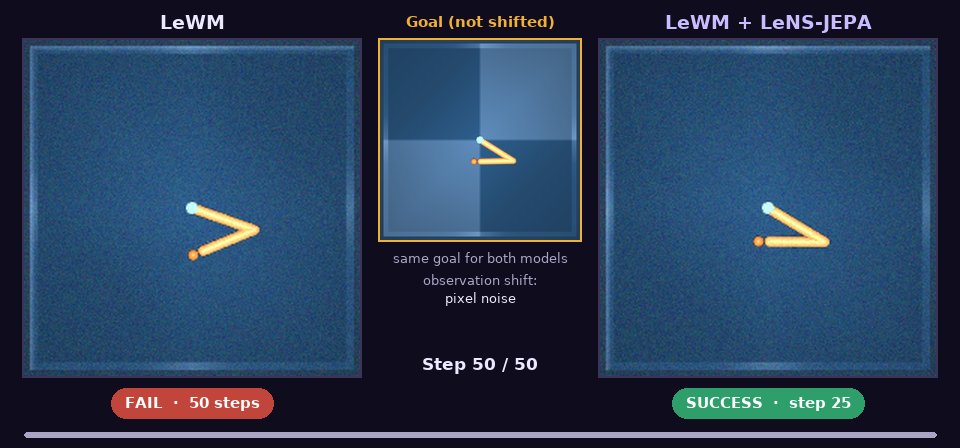 LeWM
Goal (not shifted)
LeWM + LeNS-JEPA
same goal for both models
observation shift:
pixel noise
Step 50 / 50
FAIL · 50 steps
SUCCESS · step 25